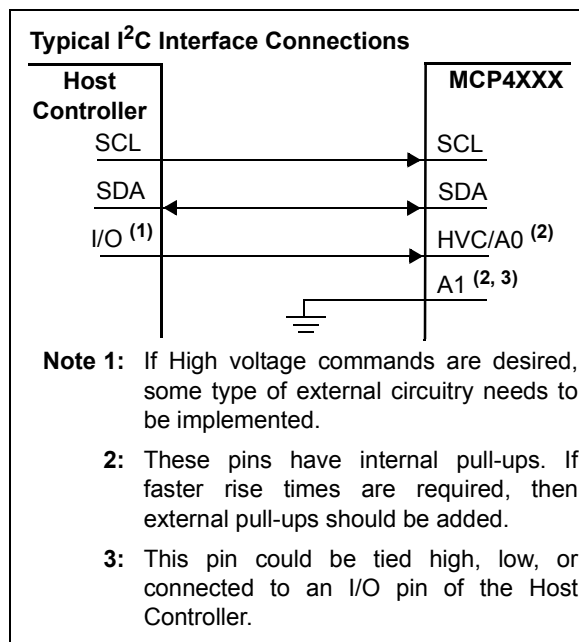 Typical I²C Interface Connections
Host
Controller
MCP4XXX
SCL
SCL
SDA
SDA
I/O (1)
HVC/A0 (2)
A1 (2, 3)
Note 1: If High voltage commands are desired,
some type of external circuitry needs to
be implemented.
2: These pins have internal pull-ups. If
faster rise times are required, then
external pull-ups should be added.
3: This pin could be tied high, low, or
connected to an I/O pin of the Host
Controller.